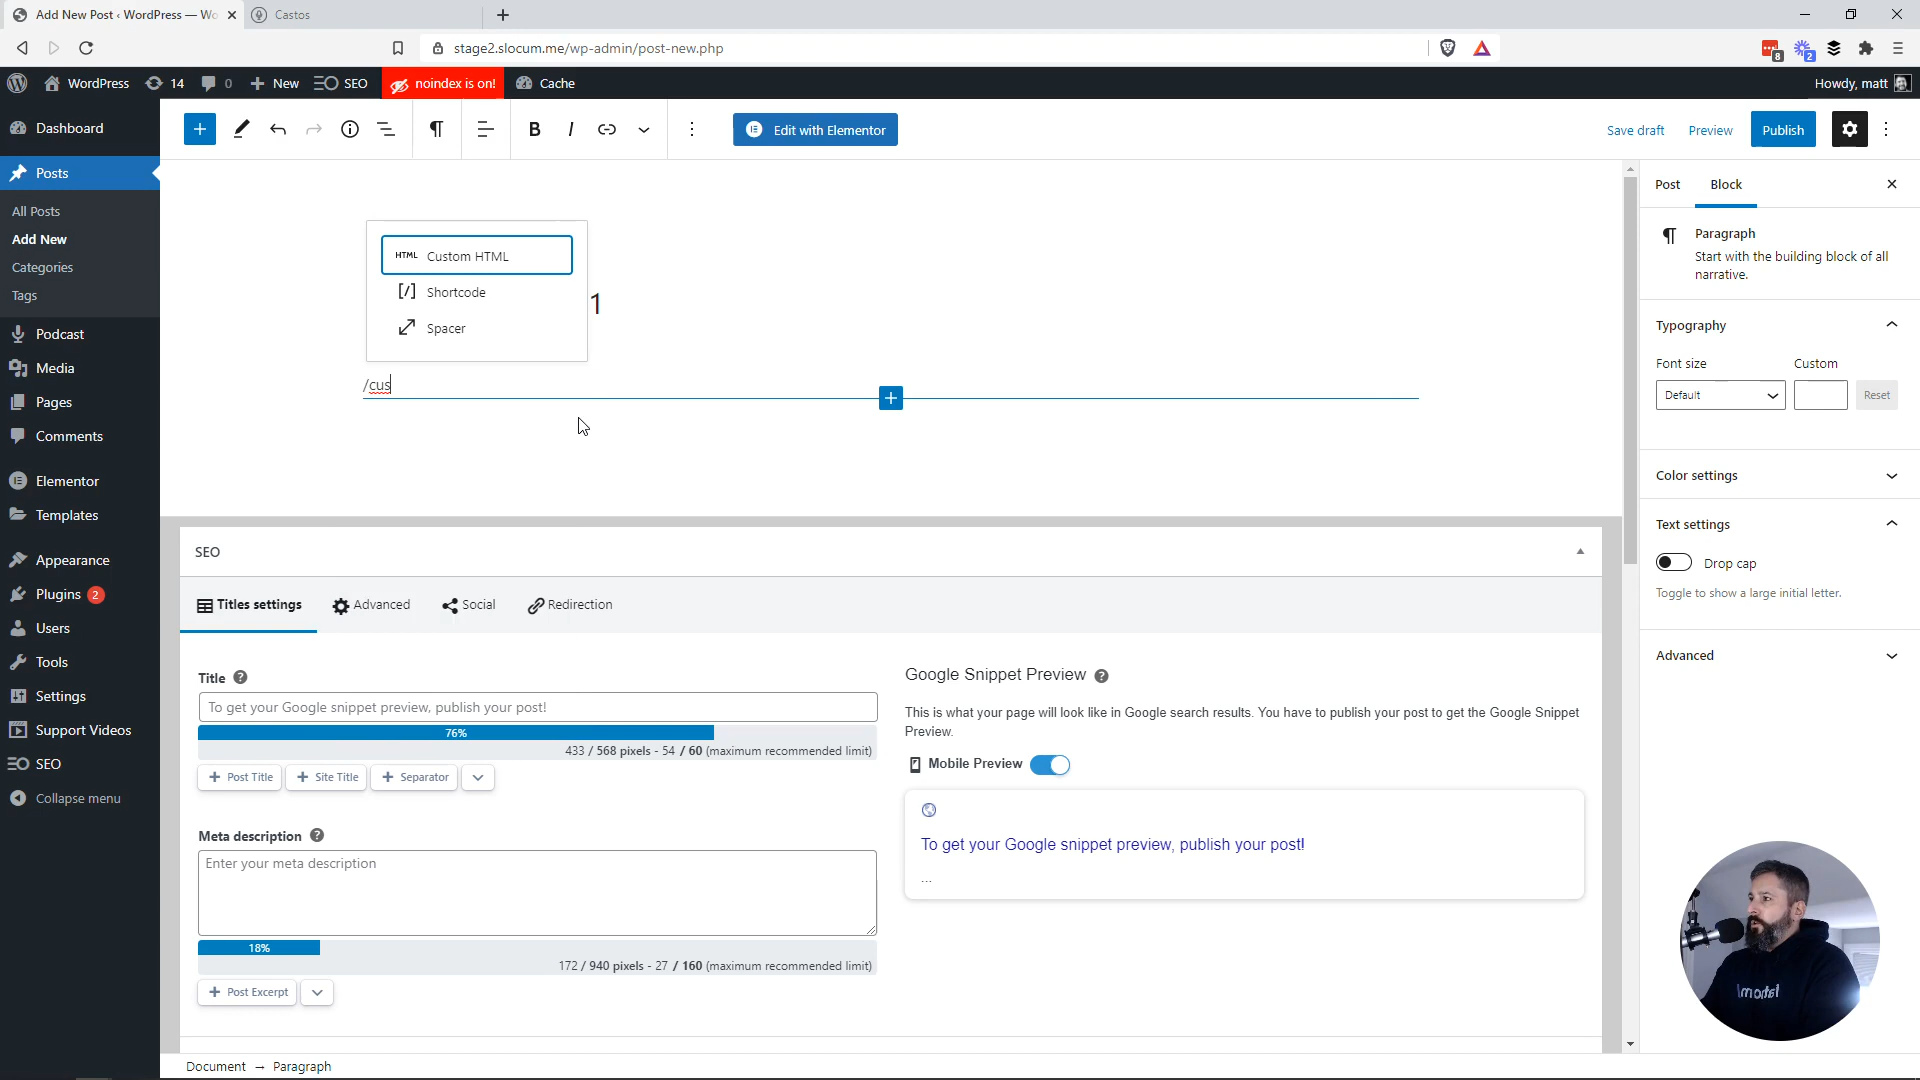 Add New Post ‹ WordPress — Wo
Castos
stage2.slocum.me/wp-admin/post-new.php
8
2
WordPress
14
0
New
SEO
noindex is on!
Cache
Howdy, matt
Dashboard
Posts
All Posts
Add New
Categories
Tags
Podcast
Media
Pages
Comments
Elementor
Templates
Appearance
Plugins 2
Users
Tools
Settings
Support Videos
SEO
Collapse menu
Edit with Elementor
Save draft
Preview
Publish
HTML Custom HTML
[/] Shortcode
Spacer
1
/cus
Post
Block
Paragraph
Start with the building block of all
narrative.
Typography
Font size
Custom
Default
Reset
Color settings
Text settings
Drop cap
Toggle to show a large initial letter.
Advanced
SEO
Titles settings
Advanced
Social
Redirection
Title
To get your Google snippet preview, publish your post!
76%
433 / 568 pixels - 54 / 60 (maximum recommended limit)
+ Post Title
+ Site Title
+ Separator
Meta description
Enter your meta description
18%
172 / 940 pixels - 27 / 160 (maximum recommended limit)
+ Post Excerpt
Google Snippet Preview
This is what your page will look like in Google search results. You have to publish your post to get the Google Snippet
Preview.
Mobile Preview
To get your Google snippet preview, publish your post!
...
Document → Paragraph